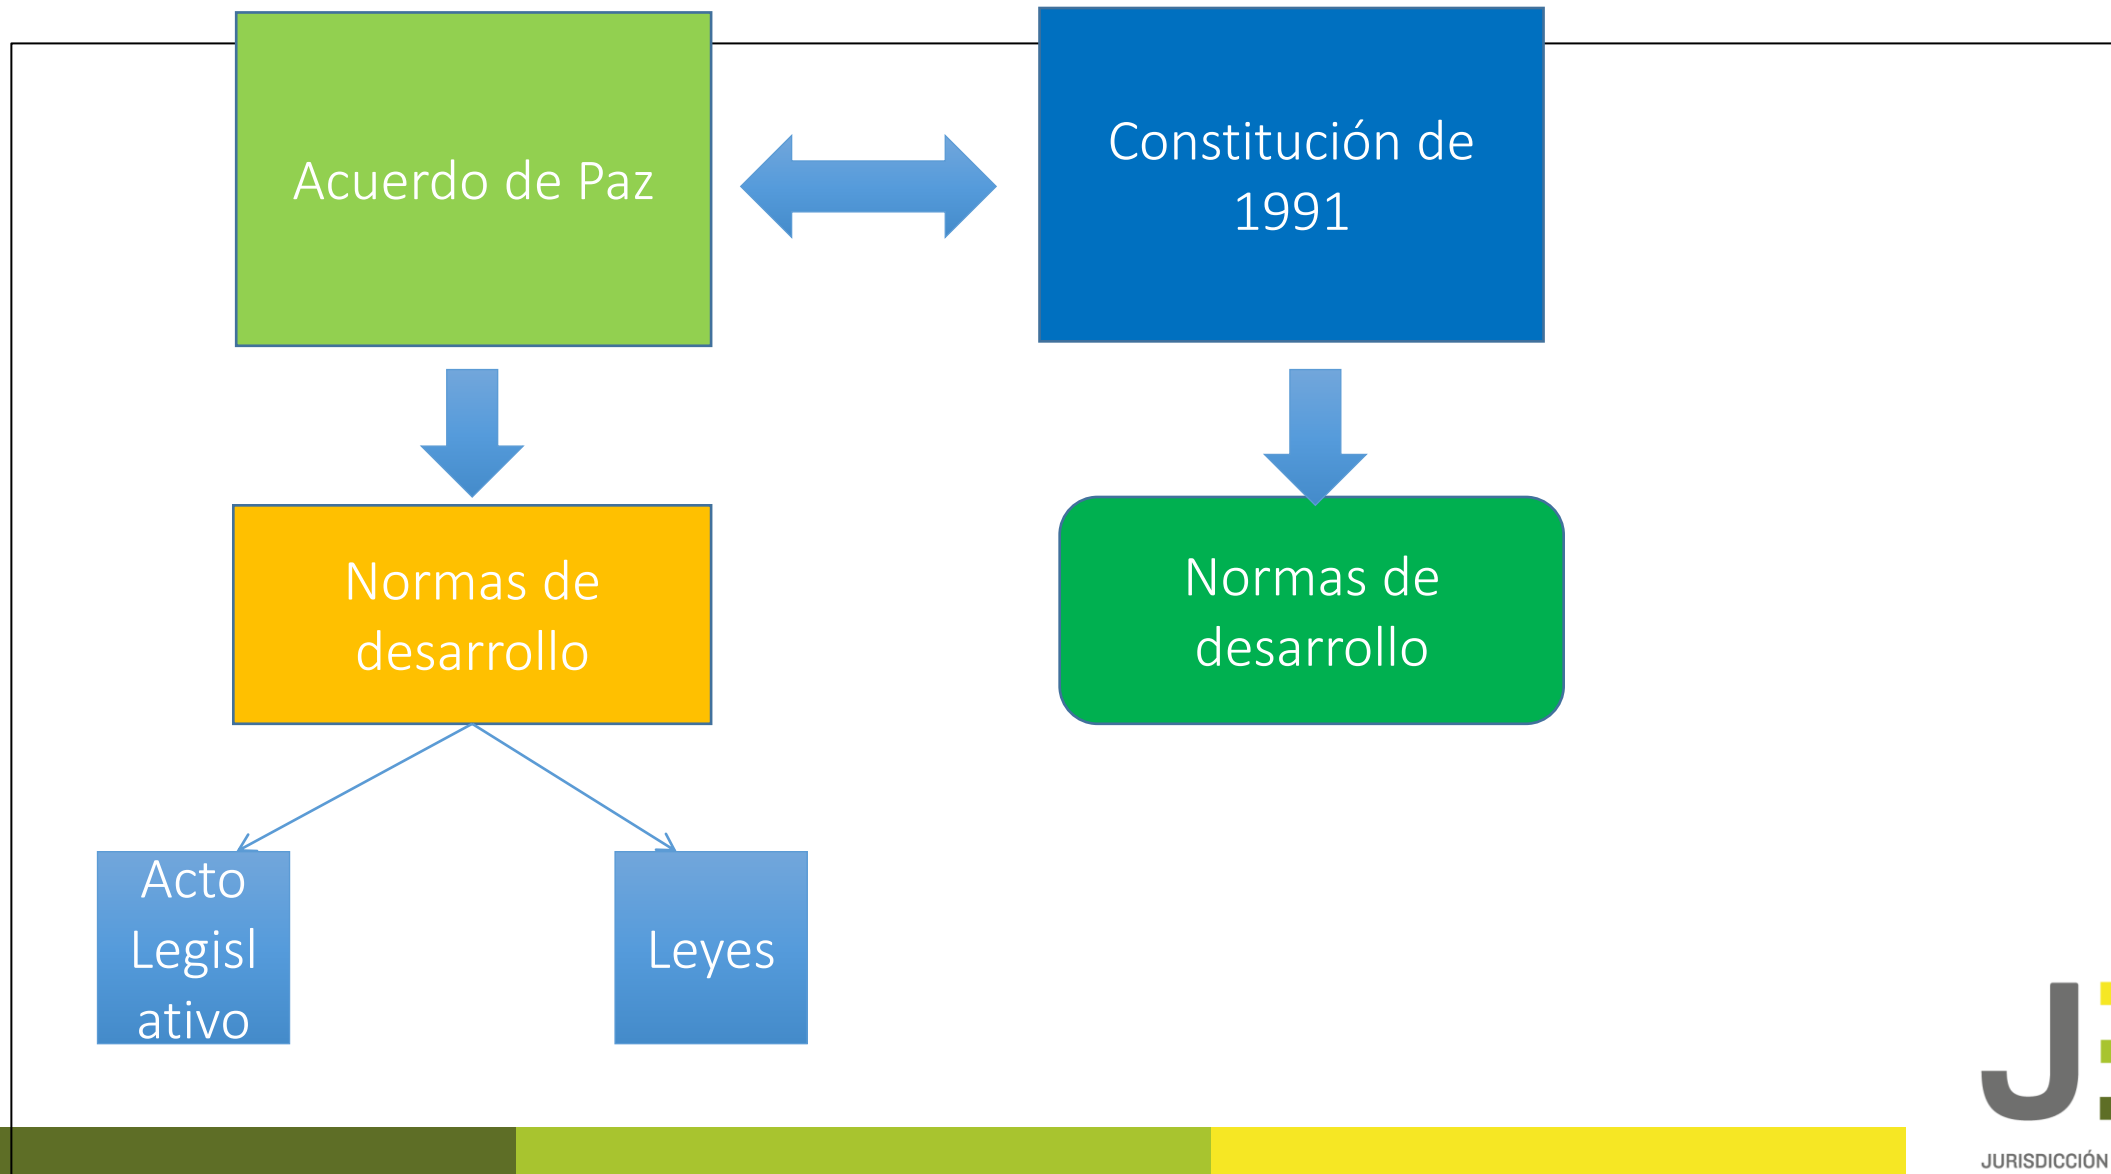 Acuerdo de Paz
Constitución de
1991
Normas de
desarrollo
Normas de
desarrollo
Acto
Legisl
ativo
Leyes
J
JURISDICCIÓN